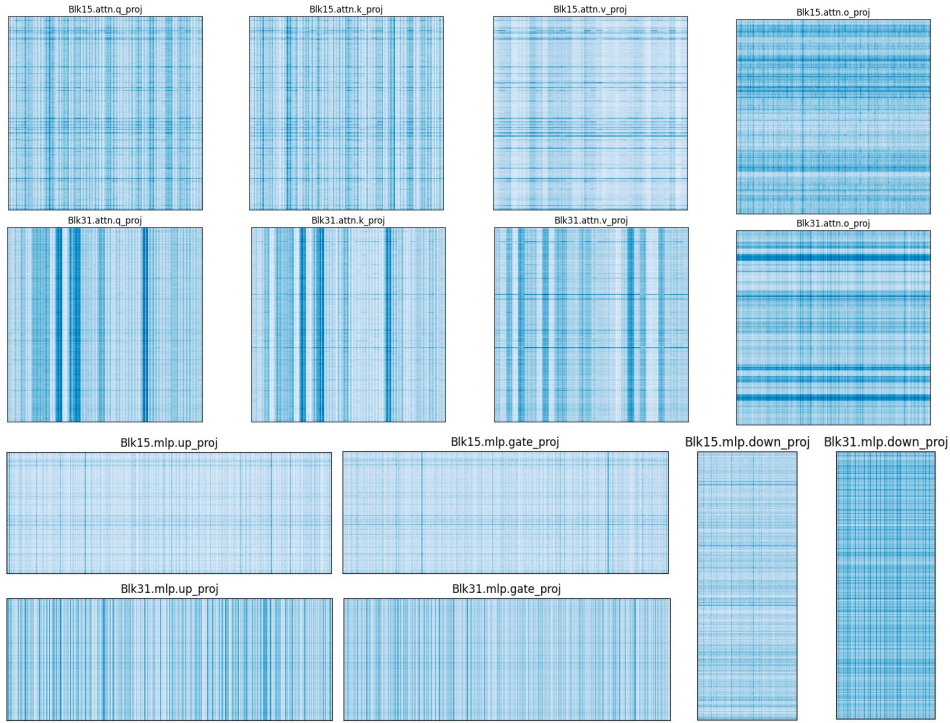 Blk15.attn.q_proj
Blk15.attn.k_proj
Blk15.attn.v_proj
Blk15.attn.o_proj
Blk31.attn.q_proj
Blk31.attn.k_proj
Blk31.attn.v_proj
Blk31.attn.o_proj
Blk15.mlp.up_proj
Blk15.mlp.gate_proj
Blk15.mlp.down_proj
Blk31.mlp.down_proj
Blk31.mlp.up_proj
Blk31.mlp.gate_proj